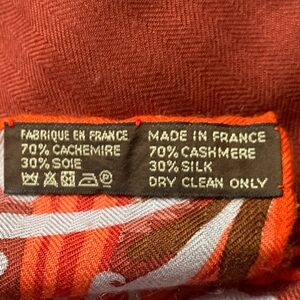 FABRIQUE EN FRANCE
70% CACHEMIRE
30% SOIE
MADE IN FRANCE
70% CASHMERE
30% SILK
DRY CLEAN ONLY